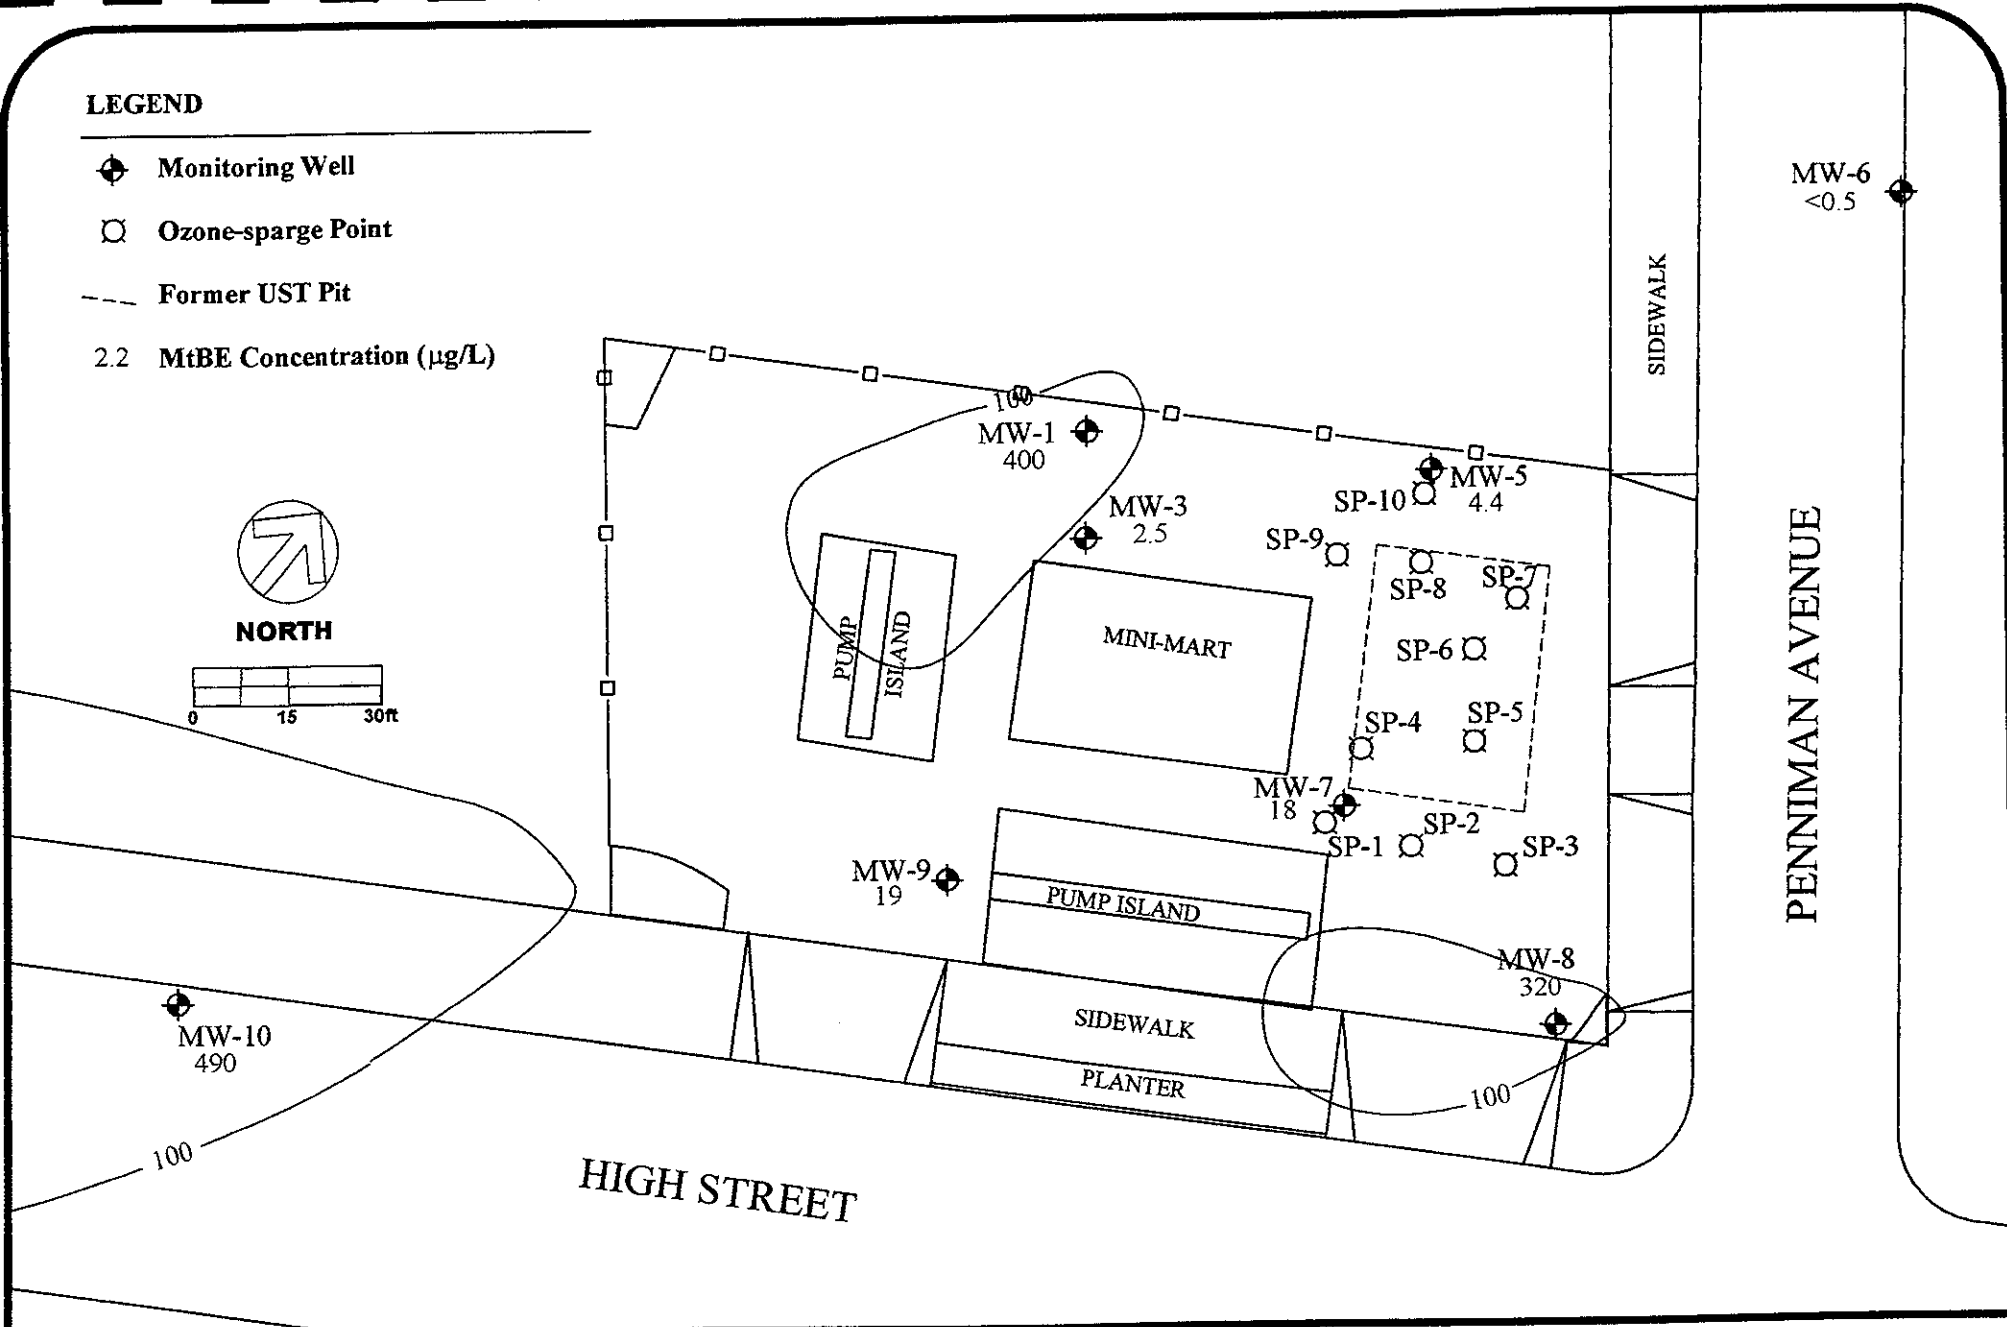 LEGEND
Monitoring Well
Ozone-sparge Point
Former UST Pit
2.2 MtBE Concentration (µg/L)
NORTH
0 15 30ft
MW-6
<0.5
SIDEWALK
100
MW-1
400
MW-3
2.5
MW-5
4.4
SP-10
SP-9
SP-8
SP-7
SP-6
SP-5
SP-4
MW-7
18
SP-1
SP-2
SP-3
PUMP
ISLAND
MINI-MART
MW-9
19
PUMP ISLAND
MW-8
320
SIDEWALK
PLANTER
100
MW-10
490
100
HIGH STREET
PENNIMAN AVENUE